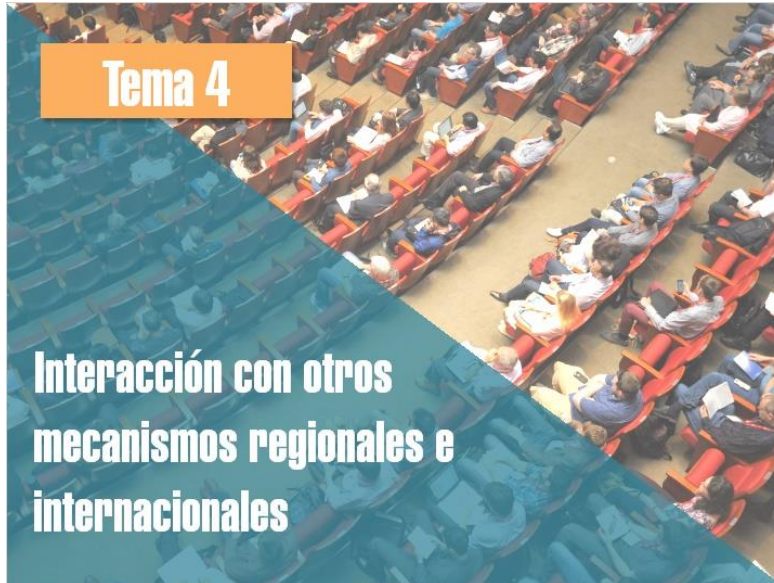 Tema 4
Interacción con otros
mecanismos regionales e
internacionales